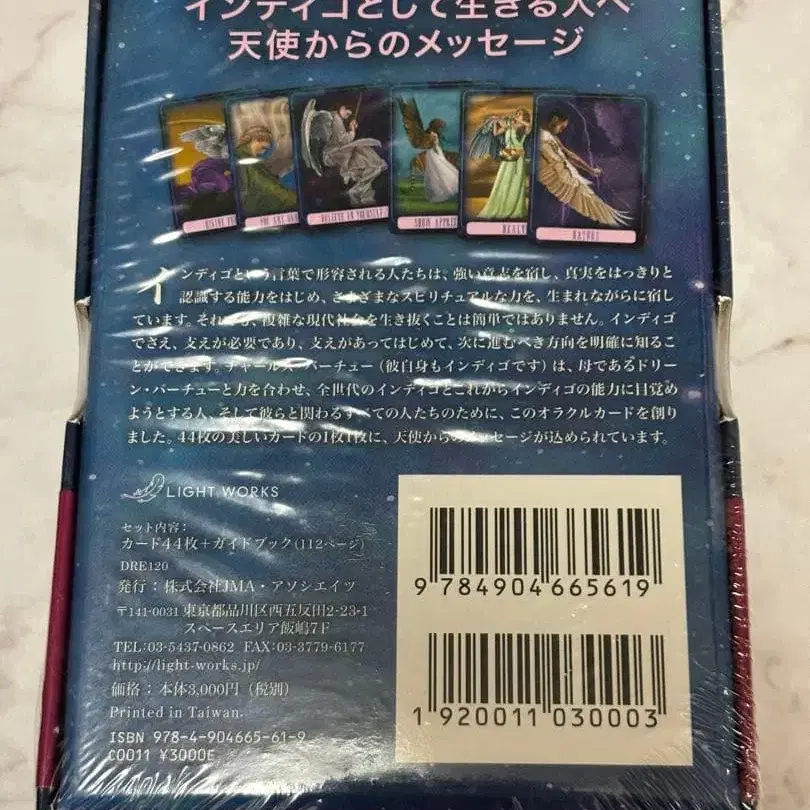 インディゴとして生きる人へ
天使からのメッセージ
YOU ARE
BELIEVE IN YOURSELF
SHOW
NATURE
インディゴという言葉で形容される人たちは、強い意志を宿し、真実をはっきりと
認識する能力をはじめ、さまざまなスピリチュアルな力を、生まれながらに宿し
ています。それでも、複雑な現代社会を生き抜くことは簡単ではありません。インディゴ
でさえ、支えが必要であり、支えがあってはじめて、次に進むべき方向を明確に知るこ
とができます。チャールズ・バーチュー（彼自身もインディゴです）は、母であるドリー
ン・バーチューと力を合わせ、全世代のインディゴとこれからインディゴの能力に目覚め
ようとする人、そして彼らと関わるすべての人たちのために、このオラクルカードを創り
ました。44枚の美しいカードの1枚1枚に、天使からのメッセージが込められています。
LIGHT WORKS
セット内容：
カード44枚＋ガイドブック（112ページ）
DRE120
発行：株式会社JMA・アソシエイツ
〒141-0031 東京都品川区西五反田2-23-1
スペースエリア飯嶋7F
TEL:03-5437-0862 FAX:03-3779-6177
http://light-works.jp/
価格：本体3,000円（税別）
Printed in Taiwan.
ISBN 978-4-904665-61-9
C0011 ¥3000E
9 784904 665619
1 920011 030003